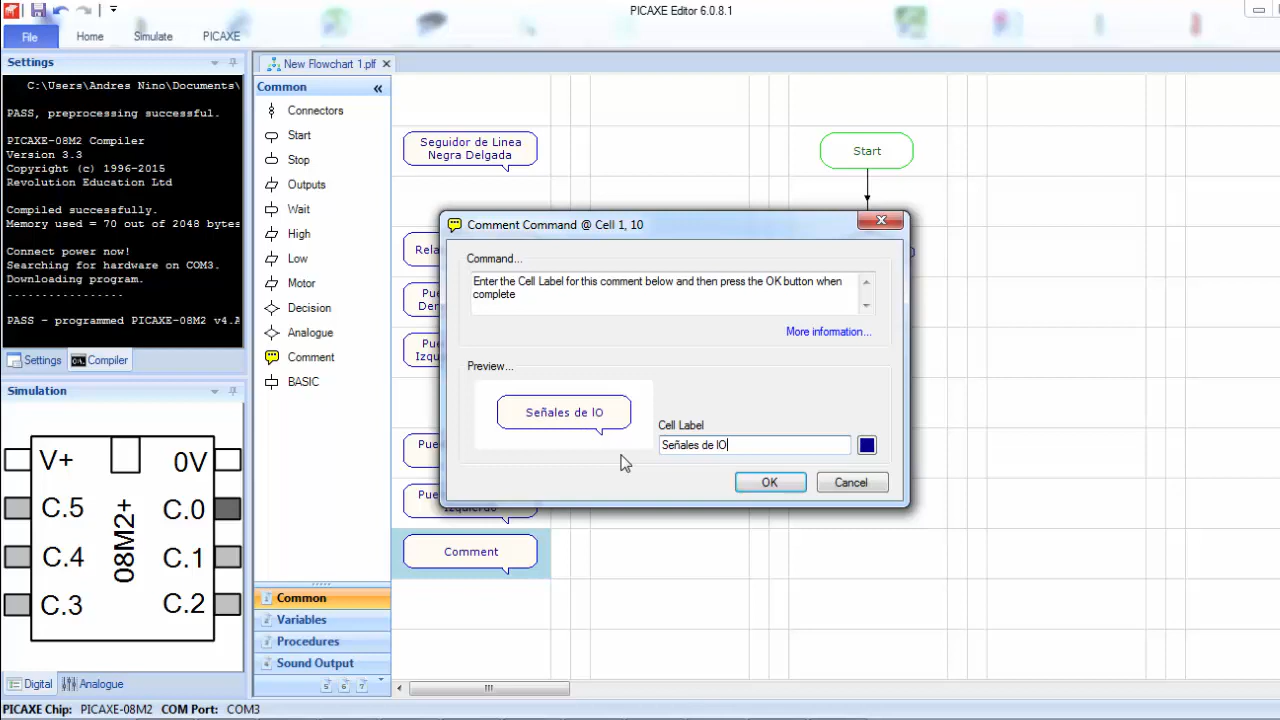 PICAXE Editor 6.0.8.1
File
Home
Simulate
PICAXE
Settings
C:\Users\Andres Nino\Documents\
PASS, preprocessing successful.
PICAXE-08M2 Compiler
Version 3.3
Copyright (c) 1996-2015
Revolution Education Ltd
Compiled successfully.
Memory used = 70 out of 2048 bytes
Connect power now!
Searching for hardware on COM3.
Downloading program.
-----------------
PASS - programmed PICAXE-08M2 v4.A
Settings
Compiler
Simulation
V+
0V
C.5
C.0
C.4
C.1
C.3
C.2
08M2+
Digital
Analogue
New Flowchart 1.plf
Common
Connectors
Start
Stop
Outputs
Wait
High
Low
Motor
Decision
Analogue
Comment
BASIC
Common
Variables
Procedures
Sound Output
5
6
7
Seguidor de Linea
Negra Delgada
Start
Comment
Comment Command @ Cell 1, 10
Command...
Enter the Cell Label for this comment below and then press the OK button when
complete
More information...
Preview...
Señales de IO
Cell Label
Señales de IO
OK
Cancel
PICAXE Chip: PICAXE-08M2 COM Port: COM3